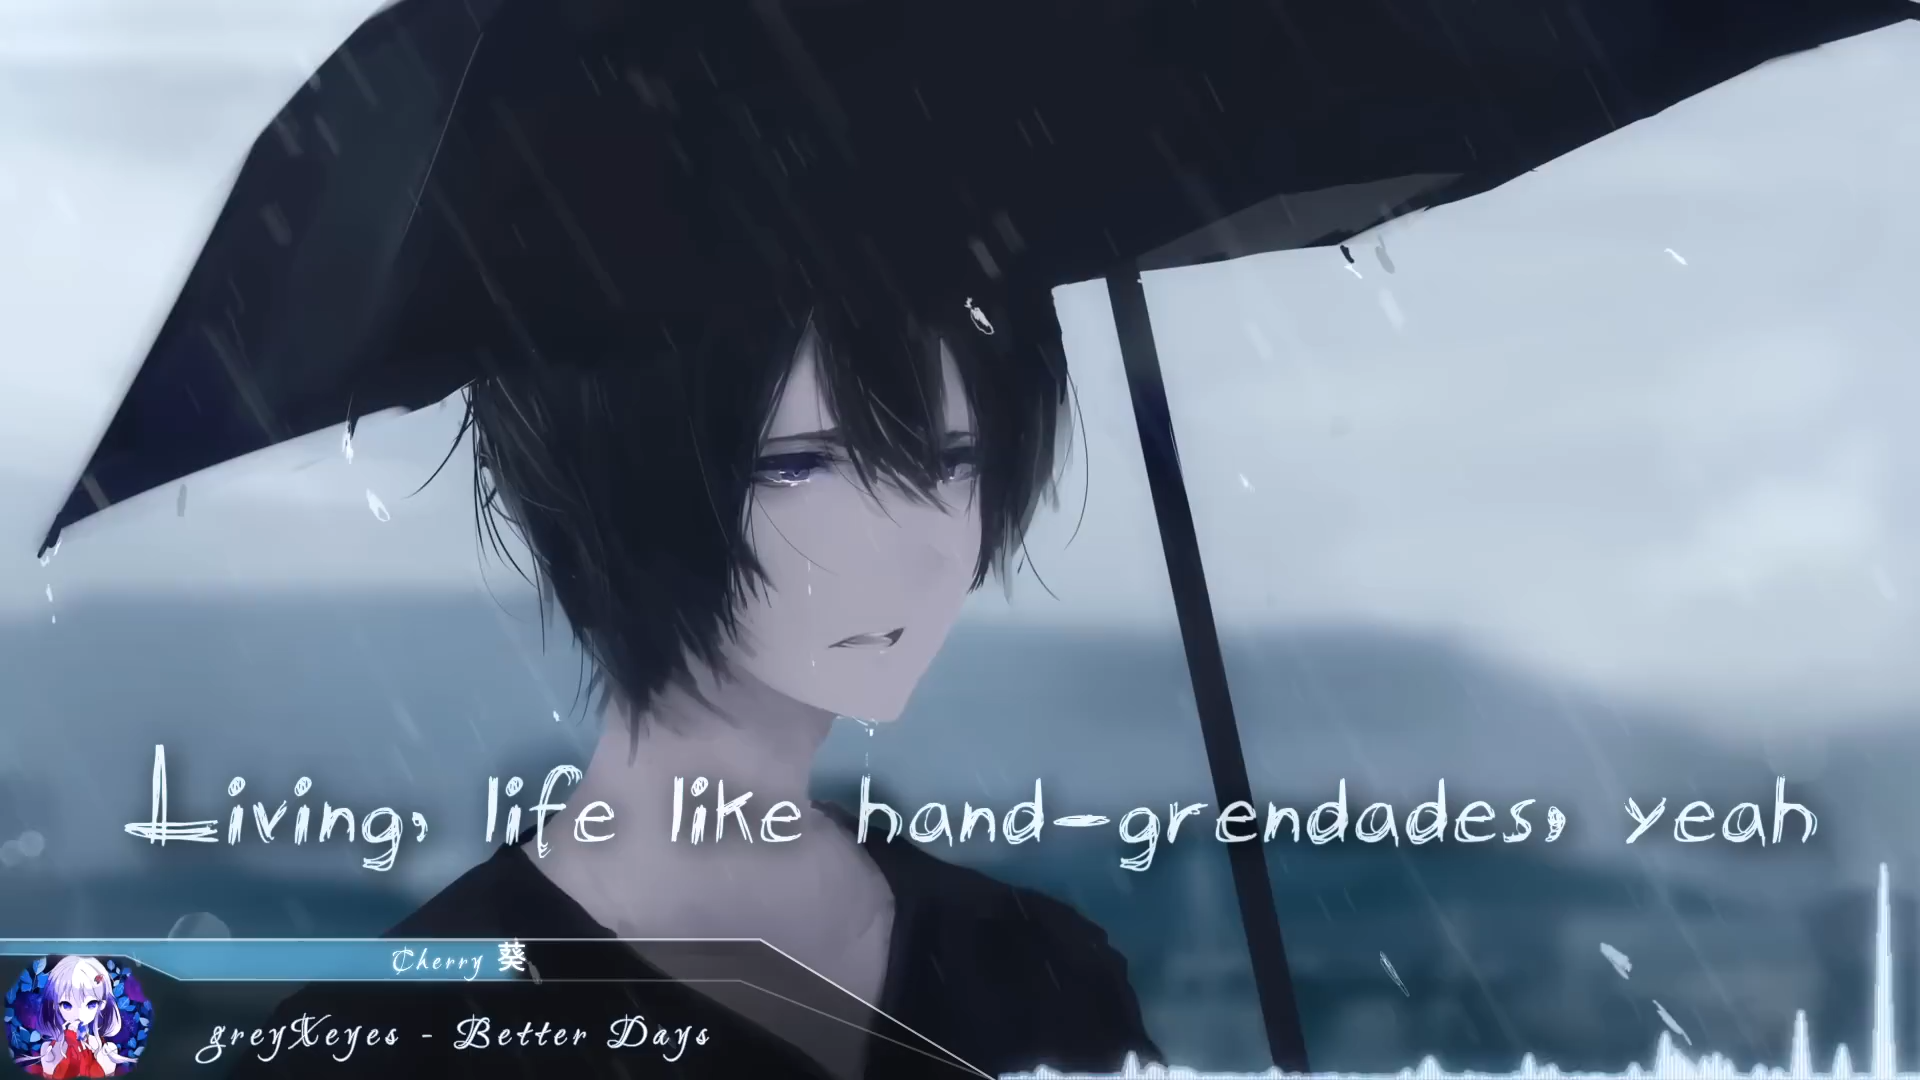 Living, life like hand-grendades, yeah
Cherry 葵
greyXeyes - Better Days